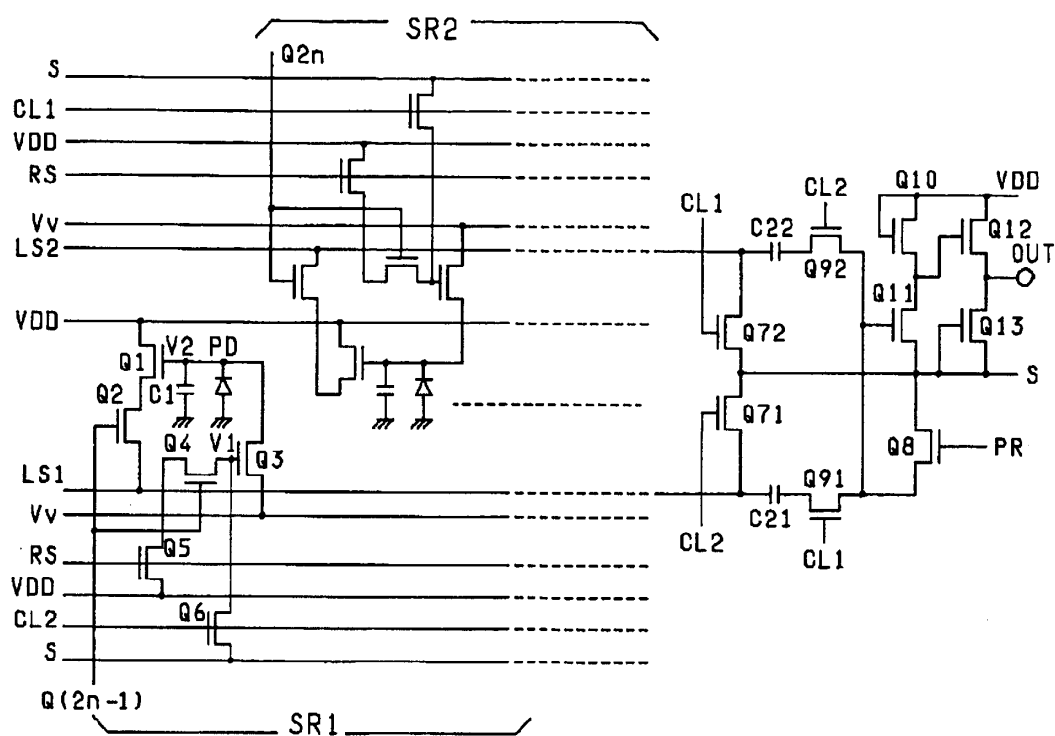 SR2
Q2n
S
CL1
VDD
RS
Vv
LS2
VDD
Q1
V2
PD
Q2
C1
Q4
V1
Q3
LS1
Vv
Q5
RS
VDD
Q6
CL2
S
Q(2n-1)
SR1
CL1
C22
CL2
Q92
Q10
VDD
Q12
OUT
Q11
Q13
Q72
S
Q71
Q8
PR
Q91
C21
CL2
CL1